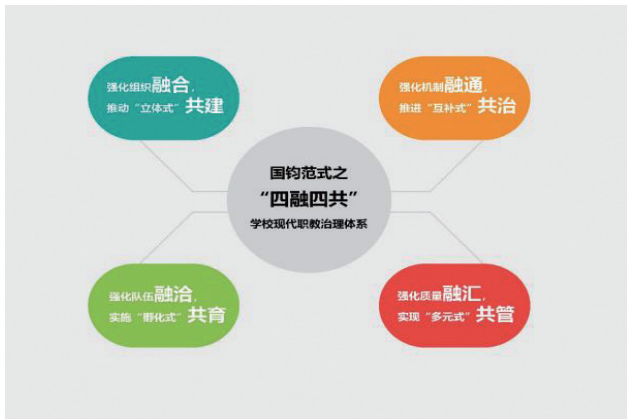 强化组织融合，
推动“立体式”共建
强化机制融通，
推进“互补式”共治
国钧范式之
“四融四共”
学校现代职教治理体系
强化队伍融洽，
实施“孵化式”共育
强化质量融汇，
实现“多元式”共管